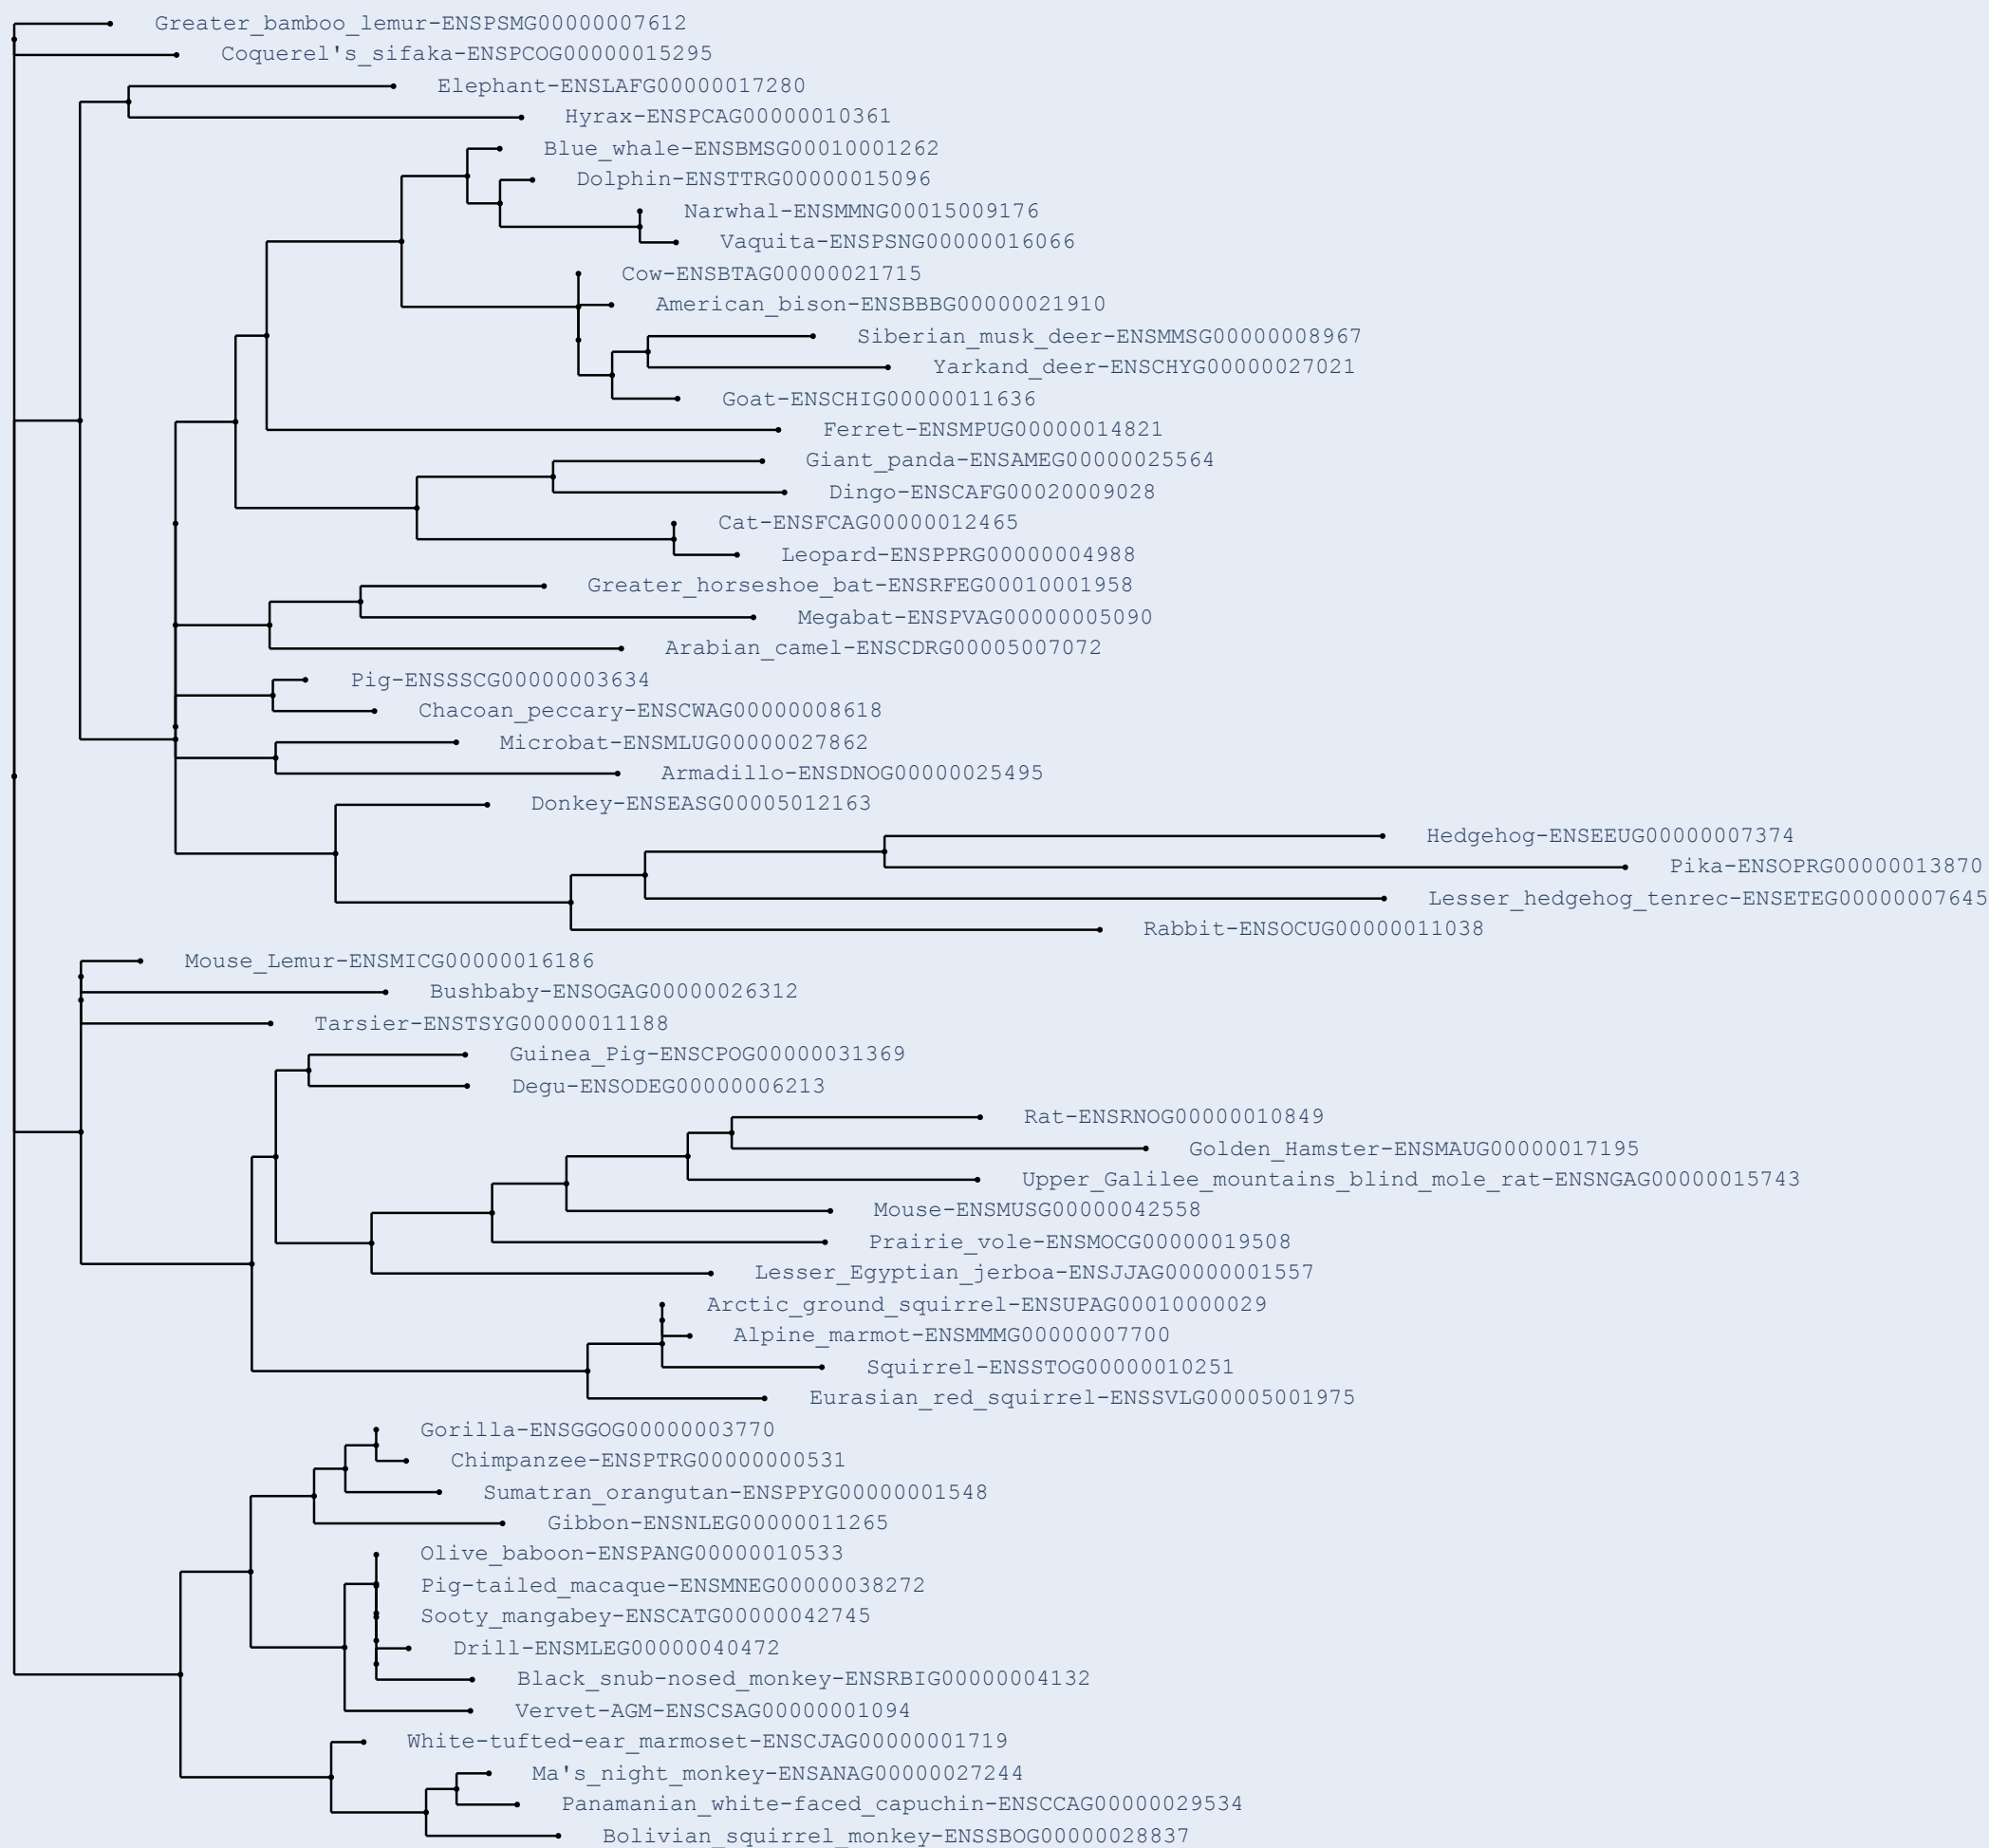 Greater_bamboo_lemur-ENSPSMG00000007612
Coquerel's_sifaka-ENSPCOG00000015295
Elephant-ENSLAFG00000017280
Hyrax-ENSPCAG00000010361
Blue_whale-ENSBMSG00010001262
Dolphin-ENSTTRG00000015096
Narwhal-ENSMMNG00015009176
Vaquita-ENSPSNG00000016066
Cow-ENSBTAG00000021715
American_bison-ENSBBBG00000021910
Siberian_musk_deer-ENSMMSG00000008967
Yarkand_deer-ENSCHYG00000027021
Goat-ENSCHIG00000011636
Ferret-ENSMPUG00000014821
Giant_panda-ENSAMEG00000025564
Dingo-ENSCAFG00020009028
Cat-ENSFCAG00000012465
Leopard-ENSPPRG00000004988
Greater_horseshoe_bat-ENSRFEG00010001958
Megabat-ENSPVAG00000005090
Arabian_camel-ENSCDRG00005007072
Pig-ENSSSCG00000003634
Chacoan_peccary-ENSCWAG00000008618
Microbat-ENSMLUG00000027862
Armadillo-ENSDNOG00000025495
Donkey-ENSEASG00005012163
Hedgehog-ENSEEUG00000007374
Pika-ENSOPRG00000013870
Lesser_hedgehog_tenrec-ENSETEG00000007645
Rabbit-ENSOCUG00000011038
Mouse_Lemur-ENSMICG00000016186
Bushbaby-ENSOGAG00000026312
Tarsier-ENSTSYG00000011188
Guinea_Pig-ENSCPOG00000031369
Degu-ENSODEG00000006213
Rat-ENSRNOG00000010849
Golden_Hamster-ENSMAUG00000017195
Upper_Galilee_mountains_blind_mole_rat-ENSNGAG00000015743
Mouse-ENSMUSG00000042558
Prairie_vole-ENSMOCG00000019508
Lesser_Egyptian_jerboa-ENSJJAG00000001557
Arctic_ground_squirrel-ENSUPAG00010000029
Alpine_marmot-ENSMMMG00000007700
Squirrel-ENSSTOG00000010251
Eurasian_red_squirrel-ENSSVLG00005001975
Gorilla-ENSGGOG00000003770
Chimpanzee-ENSPTRG00000000531
Sumatran_orangutan-ENSPPYG00000001548
Gibbon-ENSNLEG00000011265
Olive_baboon-ENSPANG00000010533
Pig-tailed_macaque-ENSMNEG00000038272
Sooty_mangabey-ENSCATG00000042745
Drill-ENSMLEG00000040472
Black_snub-nosed_monkey-ENSRBIG00000004132
Vervet-AGM-ENSCSAG00000001094
White-tufted-ear_marmoset-ENSCJAG00000001719
Ma's_night_monkey-ENSANAG00000027244
Panamanian_white-faced_capuchin-ENSCCAG00000029534
Bolivian_squirrel_monkey-ENSSBOG00000028837